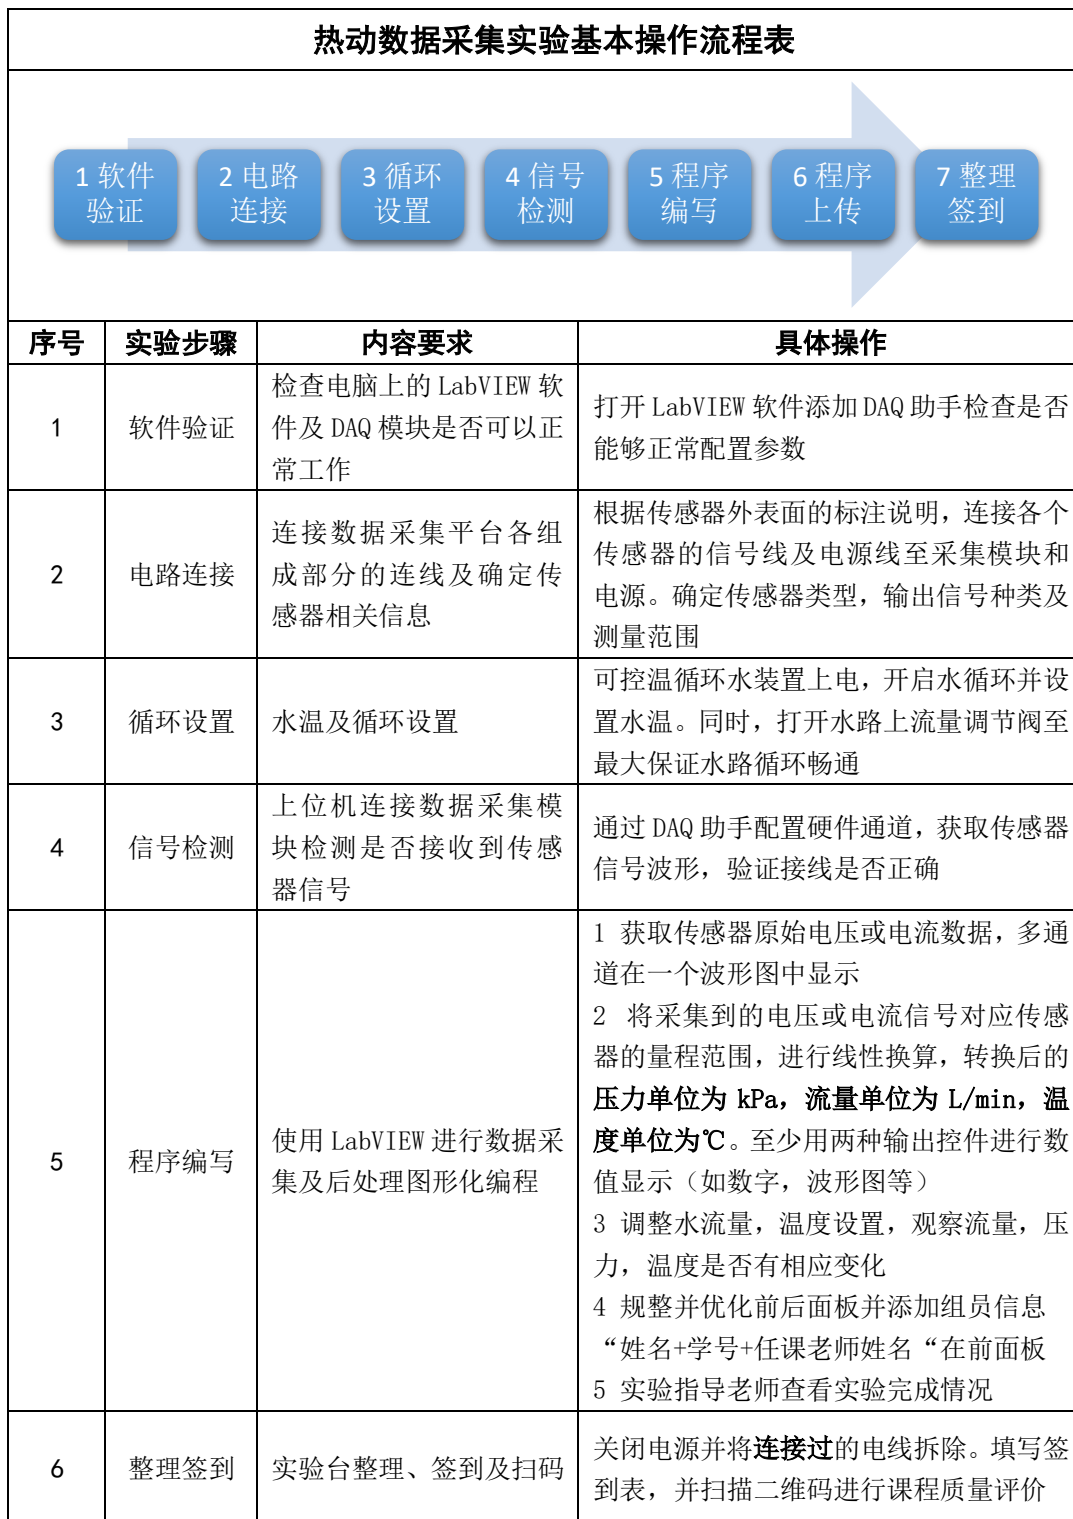 热动数据采集实验基本操作流程表
1 软件
验证
2 电路
连接
3 循环
设置
4 信号
检测
5 程序
编写
6 程序
上传
7 整理
签到
序号 实验步骤 内容要求 具体操作
1
软件验证
检查电脑上的 LabVIEW 软
件及 DAQ 模块是否可以正
常工作
打开 LabVIEW 软件添加 DAQ 助手检查是否
能够正常配置参数
2
电路连接
连接数据采集平台各组
成部分的连线及确定传
感器相关信息
根据传感器外表面的标注说明，连接各个
传感器的信号线及电源线至采集模块和
电源。确定传感器类型，输出信号种类及
测量范围
3
循环设置
水温及循环设置
可控温循环水装置上电，开启水循环并设
置水温。同时，打开水路上流量调节阀至
最大保证水路循环畅通
4
信号检测
上位机连接数据采集模
块检测是否接收到传感
器信号
通过 DAQ 助手配置硬件通道，获取传感器
信号波形，验证接线是否正确
5
程序编写
使用 LabVIEW 进行数据采
集及后处理图形化编程
1 获取传感器原始电压或电流数据，多通
道在一个波形图中显示
2 将采集到的电压或电流信号对应传感
器的量程范围，进行线性换算，转换后的
压力单位为 kPa，流量单位为 L/min，温
度单位为℃。至少用两种输出控件进行数
值显示（如数字，波形图等）
3 调整水流量，温度设置，观察流量，压
力，温度是否有相应变化
4 规整并优化前后面板并添加组员信息
“姓名+学号+任课老师姓名“在前面板
5 实验指导老师查看实验完成情况
6
整理签到
实验台整理、签到及扫码
关闭电源并将连接过的电线拆除。填写签
到表，并扫描二维码进行课程质量评价